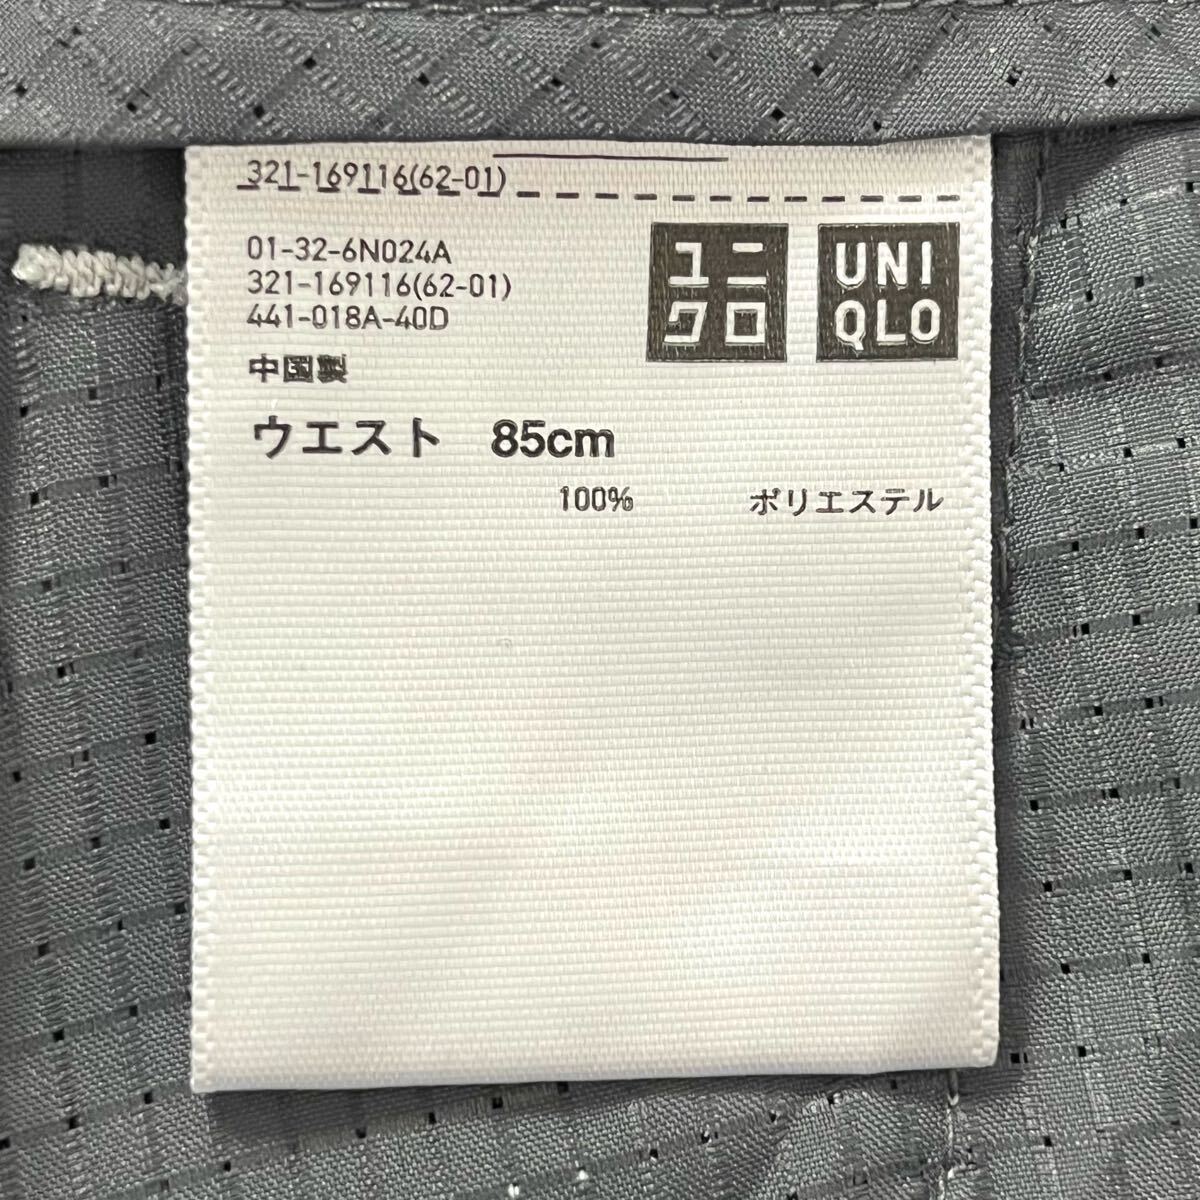 321-169116(62-01)
01-32-6N024A
321-169116(62-01)
441-018A-40D
中国製
ユニ
クロ
UNI
QLO
ウエスト 85cm
100% ポリエステル